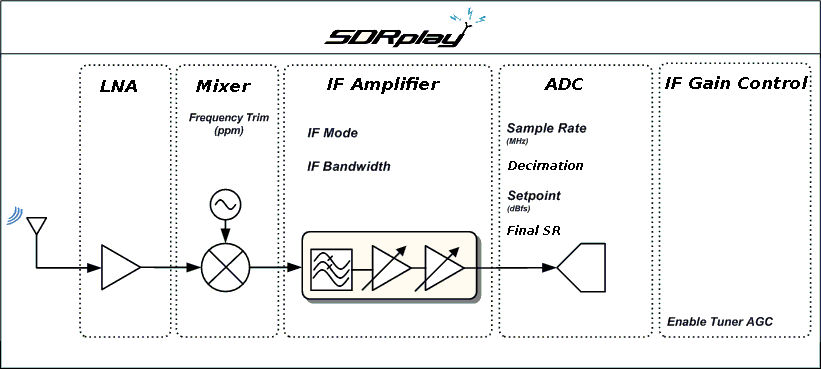 SDRplay
LNA
Mixer
IF Amplifier
ADC
IF Gain Control
Frequency Trim
(ppm)
IF Mode
IF Bandwidth
Sample Rate
(MHz)
Decimation
Setpoint
(dBfs)
Final SR
Enable Tuner AGC